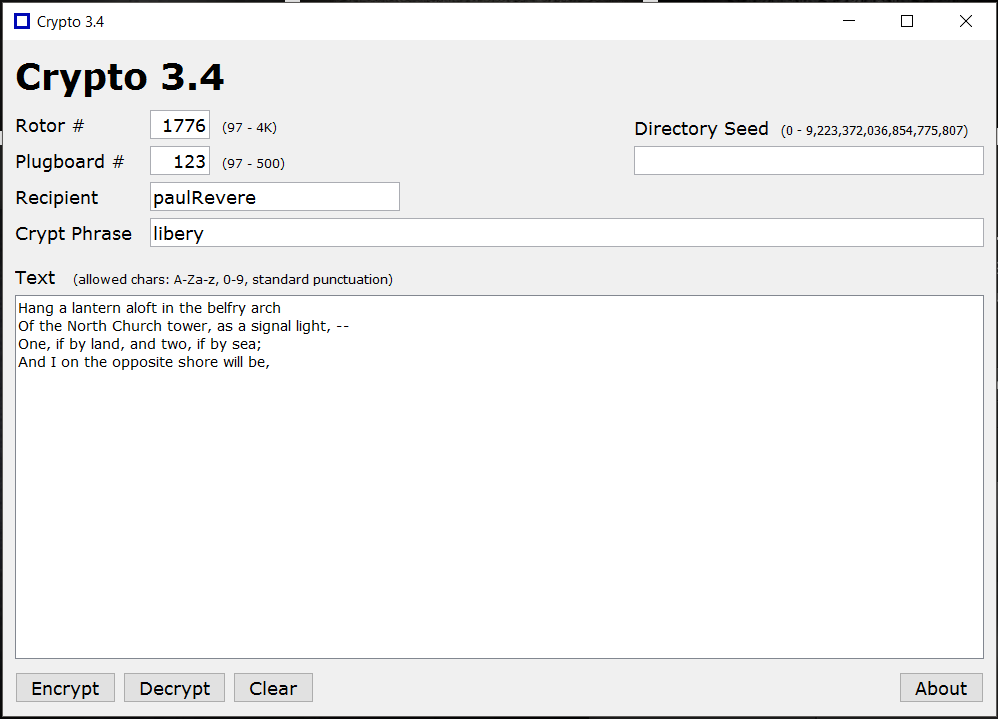 Crypto 3.4
Crypto 3.4
Rotor # 1776 (97 - 4K)
Directory Seed (0 - 9,223,372,036,854,775,807)
Plugboard # 123 (97 - 500)
Recipient paulRevere
Crypt Phrase libery
Text (allowed chars: A-Za-z, 0-9, standard punctuation)
Hang a lantern aloft in the belfry arch
Of the North Church tower, as a signal light, --
One, if by land, and two, if by sea;
And I on the opposite shore will be,
Encrypt Decrypt Clear About